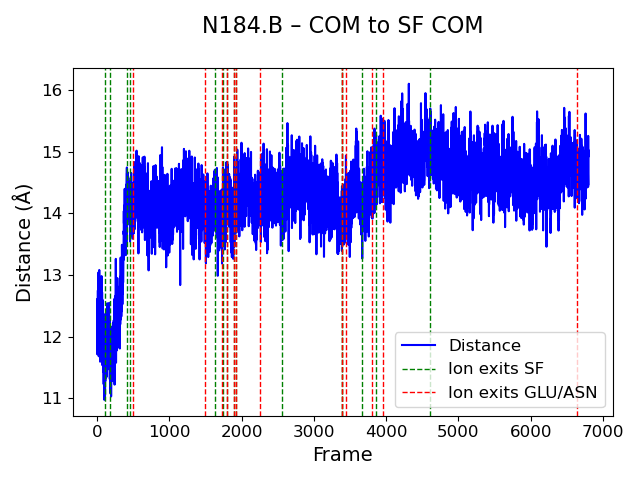 N184.B – COM to SF COM
16
15
14
13
12
11
Distance (Å)
0 1000 2000 3000 4000 5000 6000 7000
Frame
Distance
Ion exits SF
Ion exits GLU/ASN